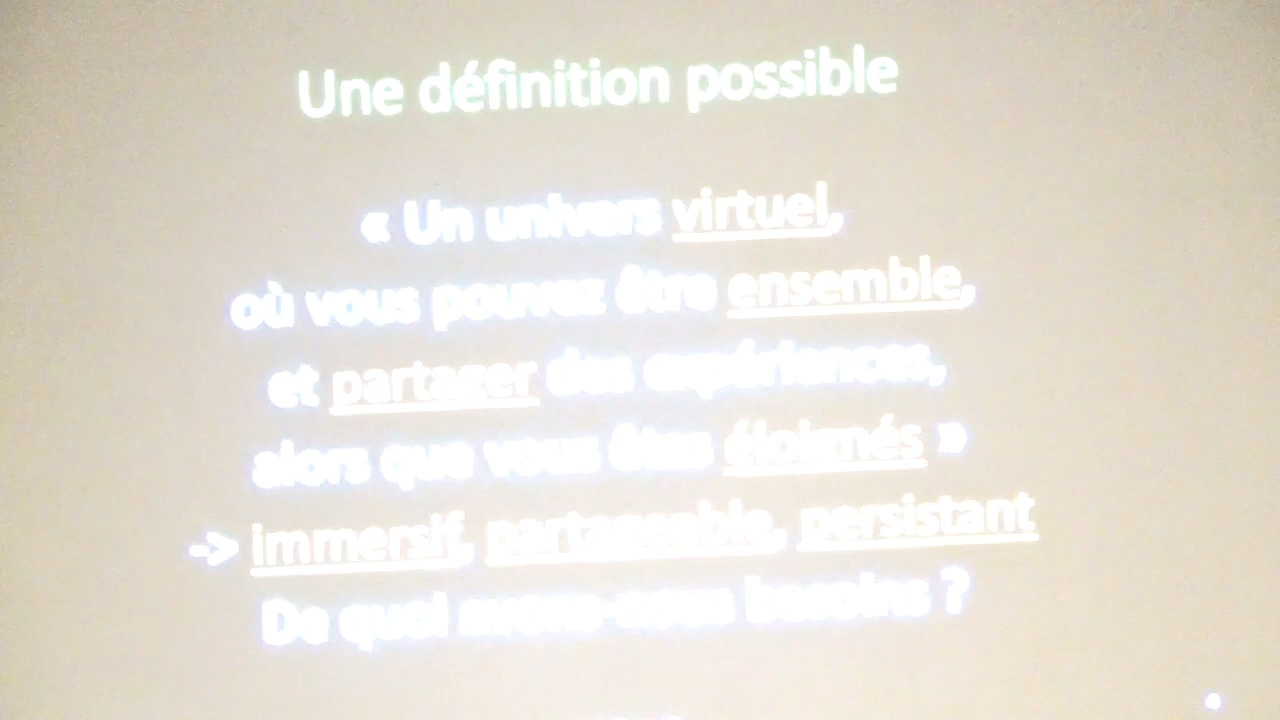 Une définition possible
« Un univers virtuel,
où vous pouvez être ensemble,
et partager des expériences,
alors que vous êtes éloignés »
-> immersif, partageable, persistant
De quoi avons-nous besoins ?